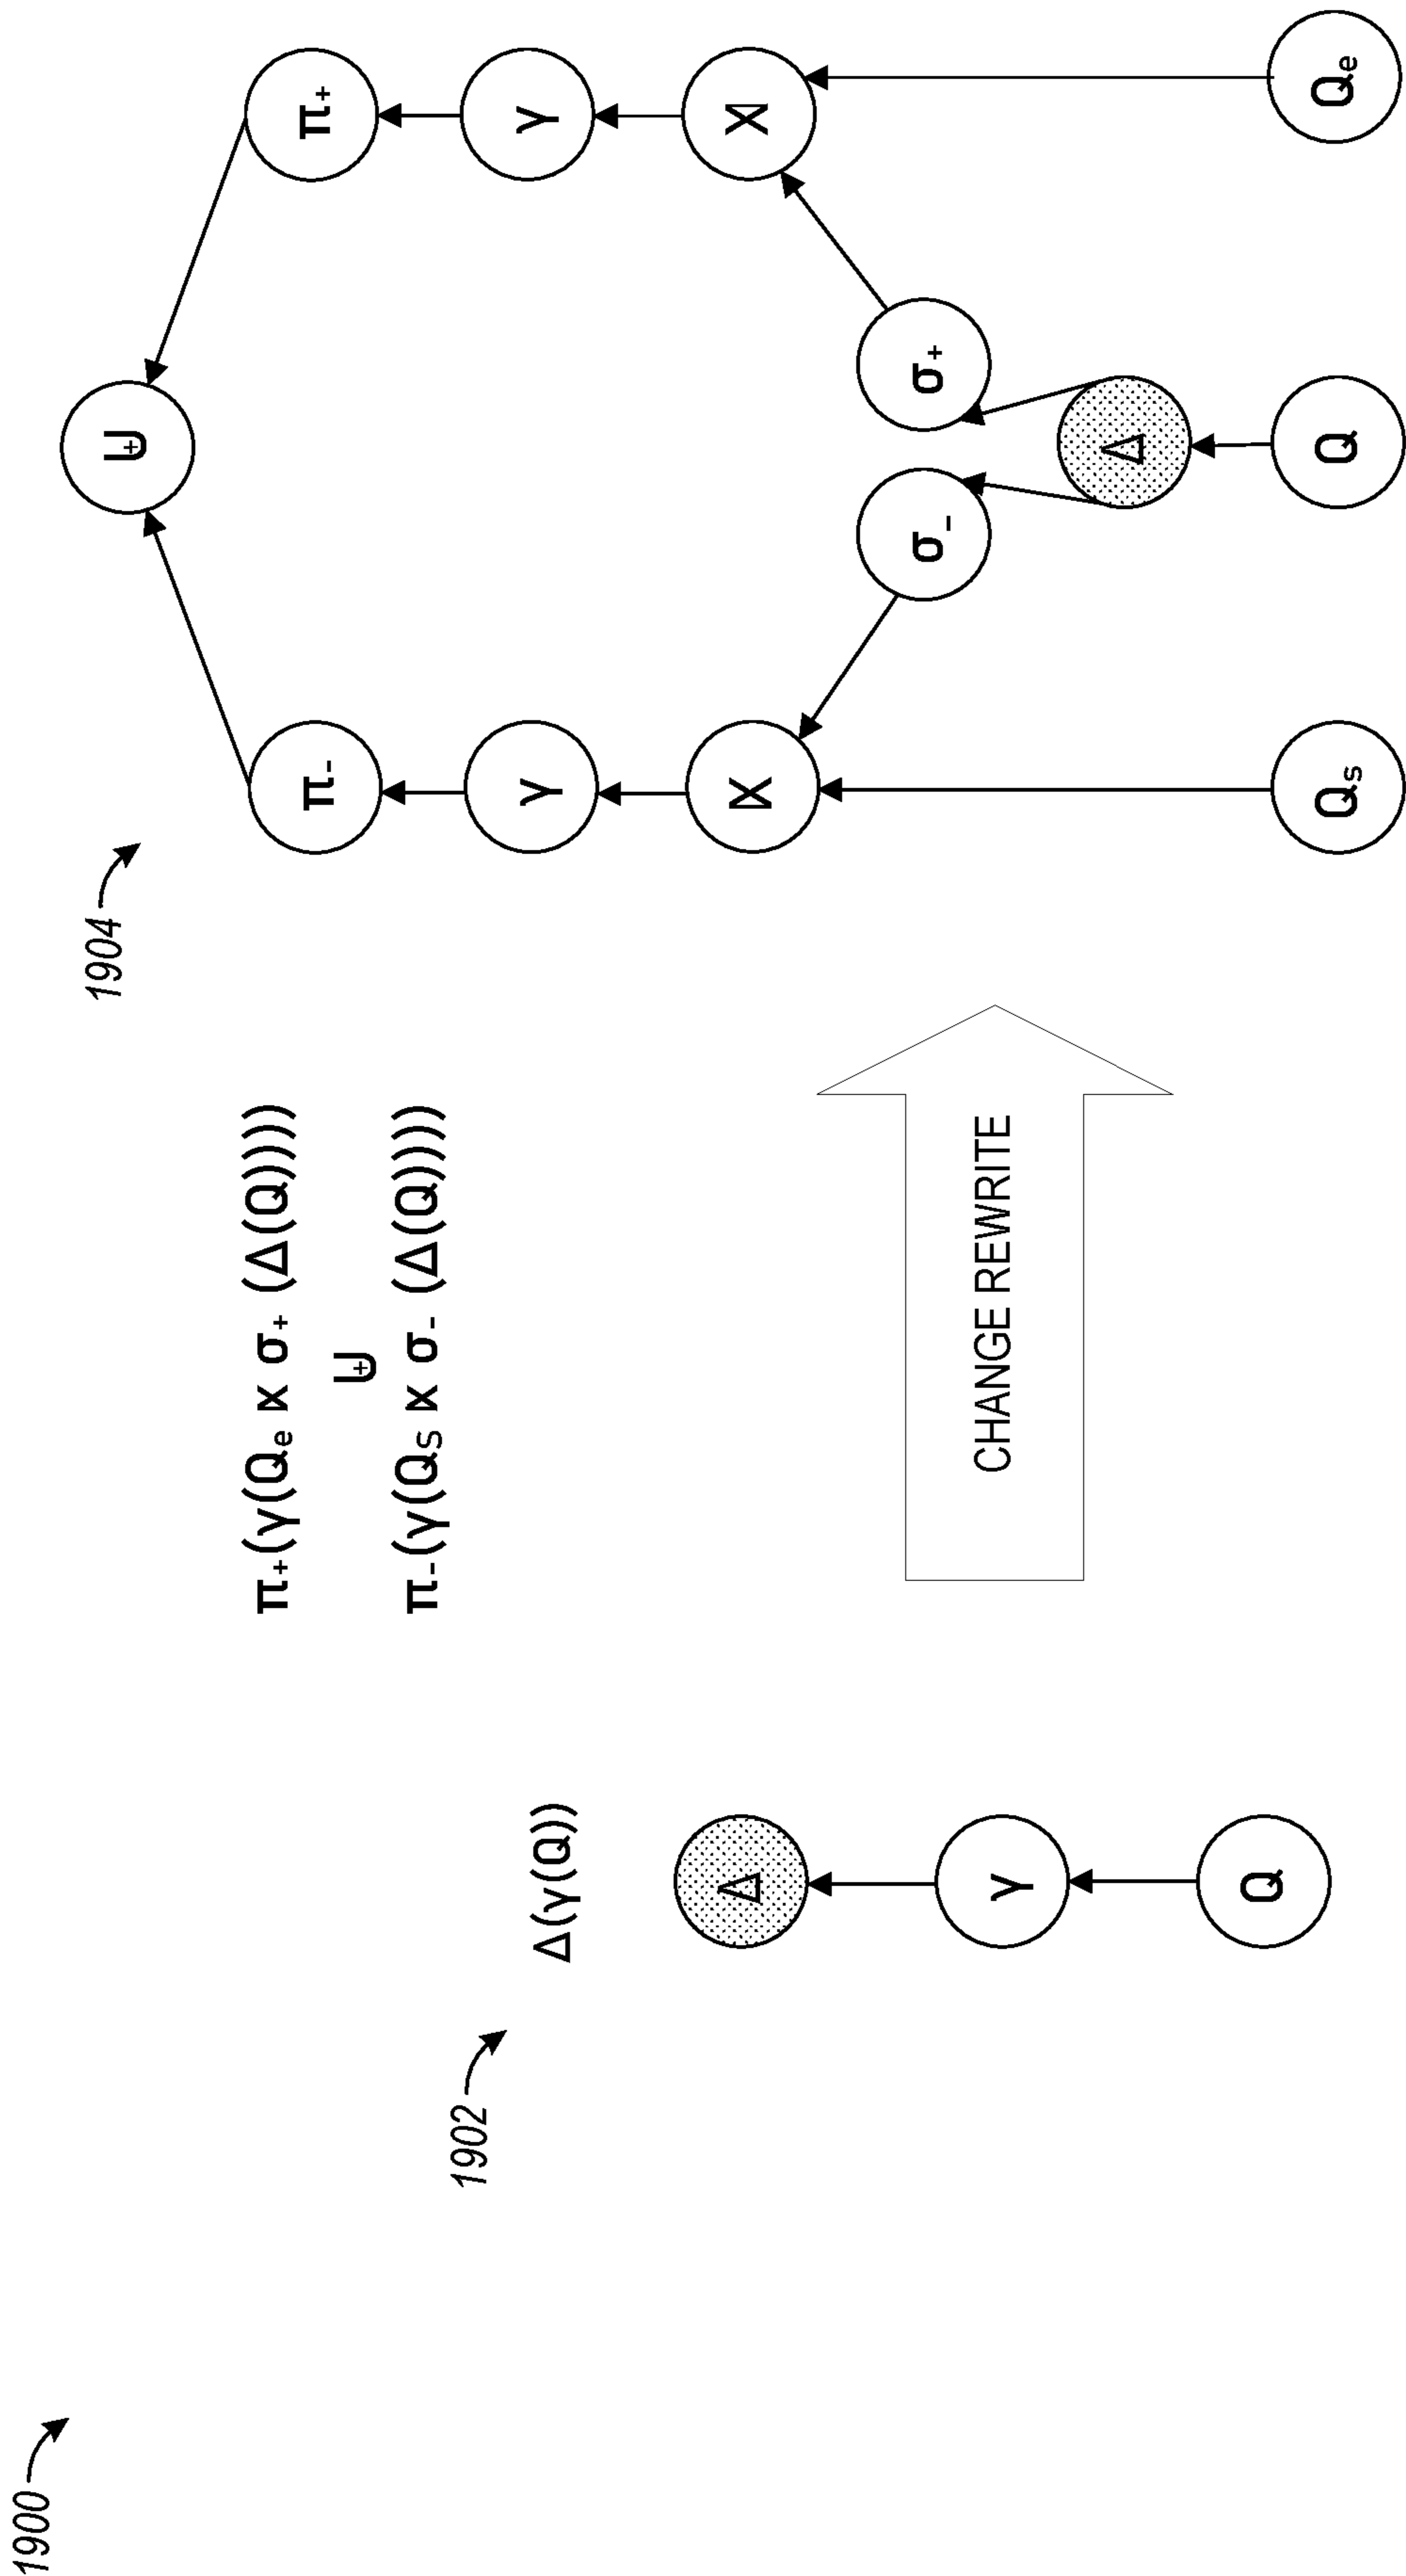 1900
1902
Δ(γ(Q))
Δ
γ
Q
π₊(γ(Qₑ ⋉ σ₊ (Δ(Q))))
⊎
π₋(γ(Qₛ ⋉ σ₋ (Δ(Q))))
CHANGE REWRITE
1904
⊎
π₋ π₊
γ γ
⋉ ⋊
σ₋ σ₊
Δ
Qₛ Q Qₑ